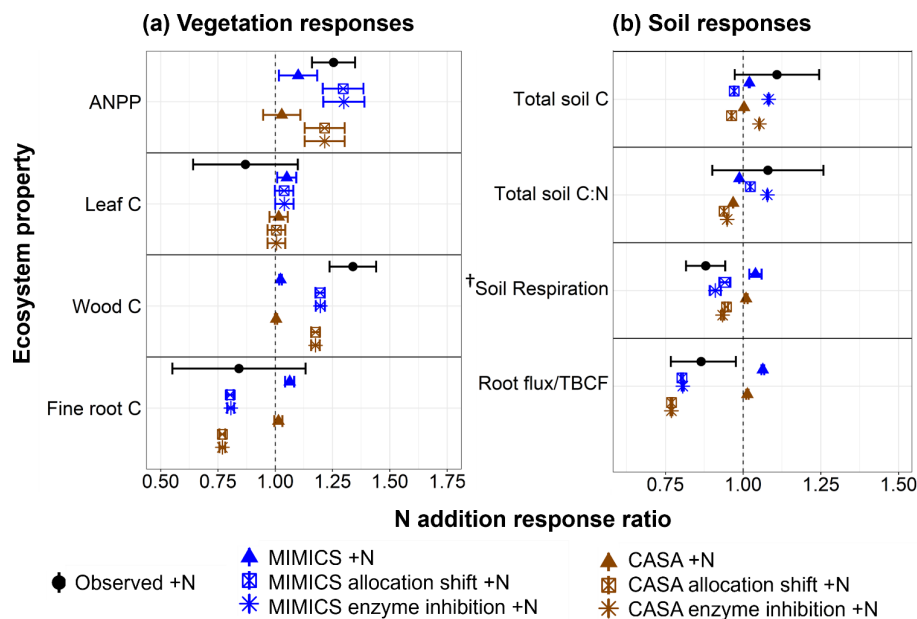 (a) Vegetation responses
(b) Soil responses
Ecosystem property
ANPP
Leaf C
Wood C
Fine root C
0.50 0.75 1.00 1.25 1.50 1.75
Total soil C
Total soil C:N
†Soil Respiration
Root flux/TBCF
0.75 1.00 1.25 1.50
N addition response ratio
Observed +N
MIMICS +N
MIMICS allocation shift +N
MIMICS enzyme inhibition +N
CASA +N
CASA allocation shift +N
CASA enzyme inhibition +N